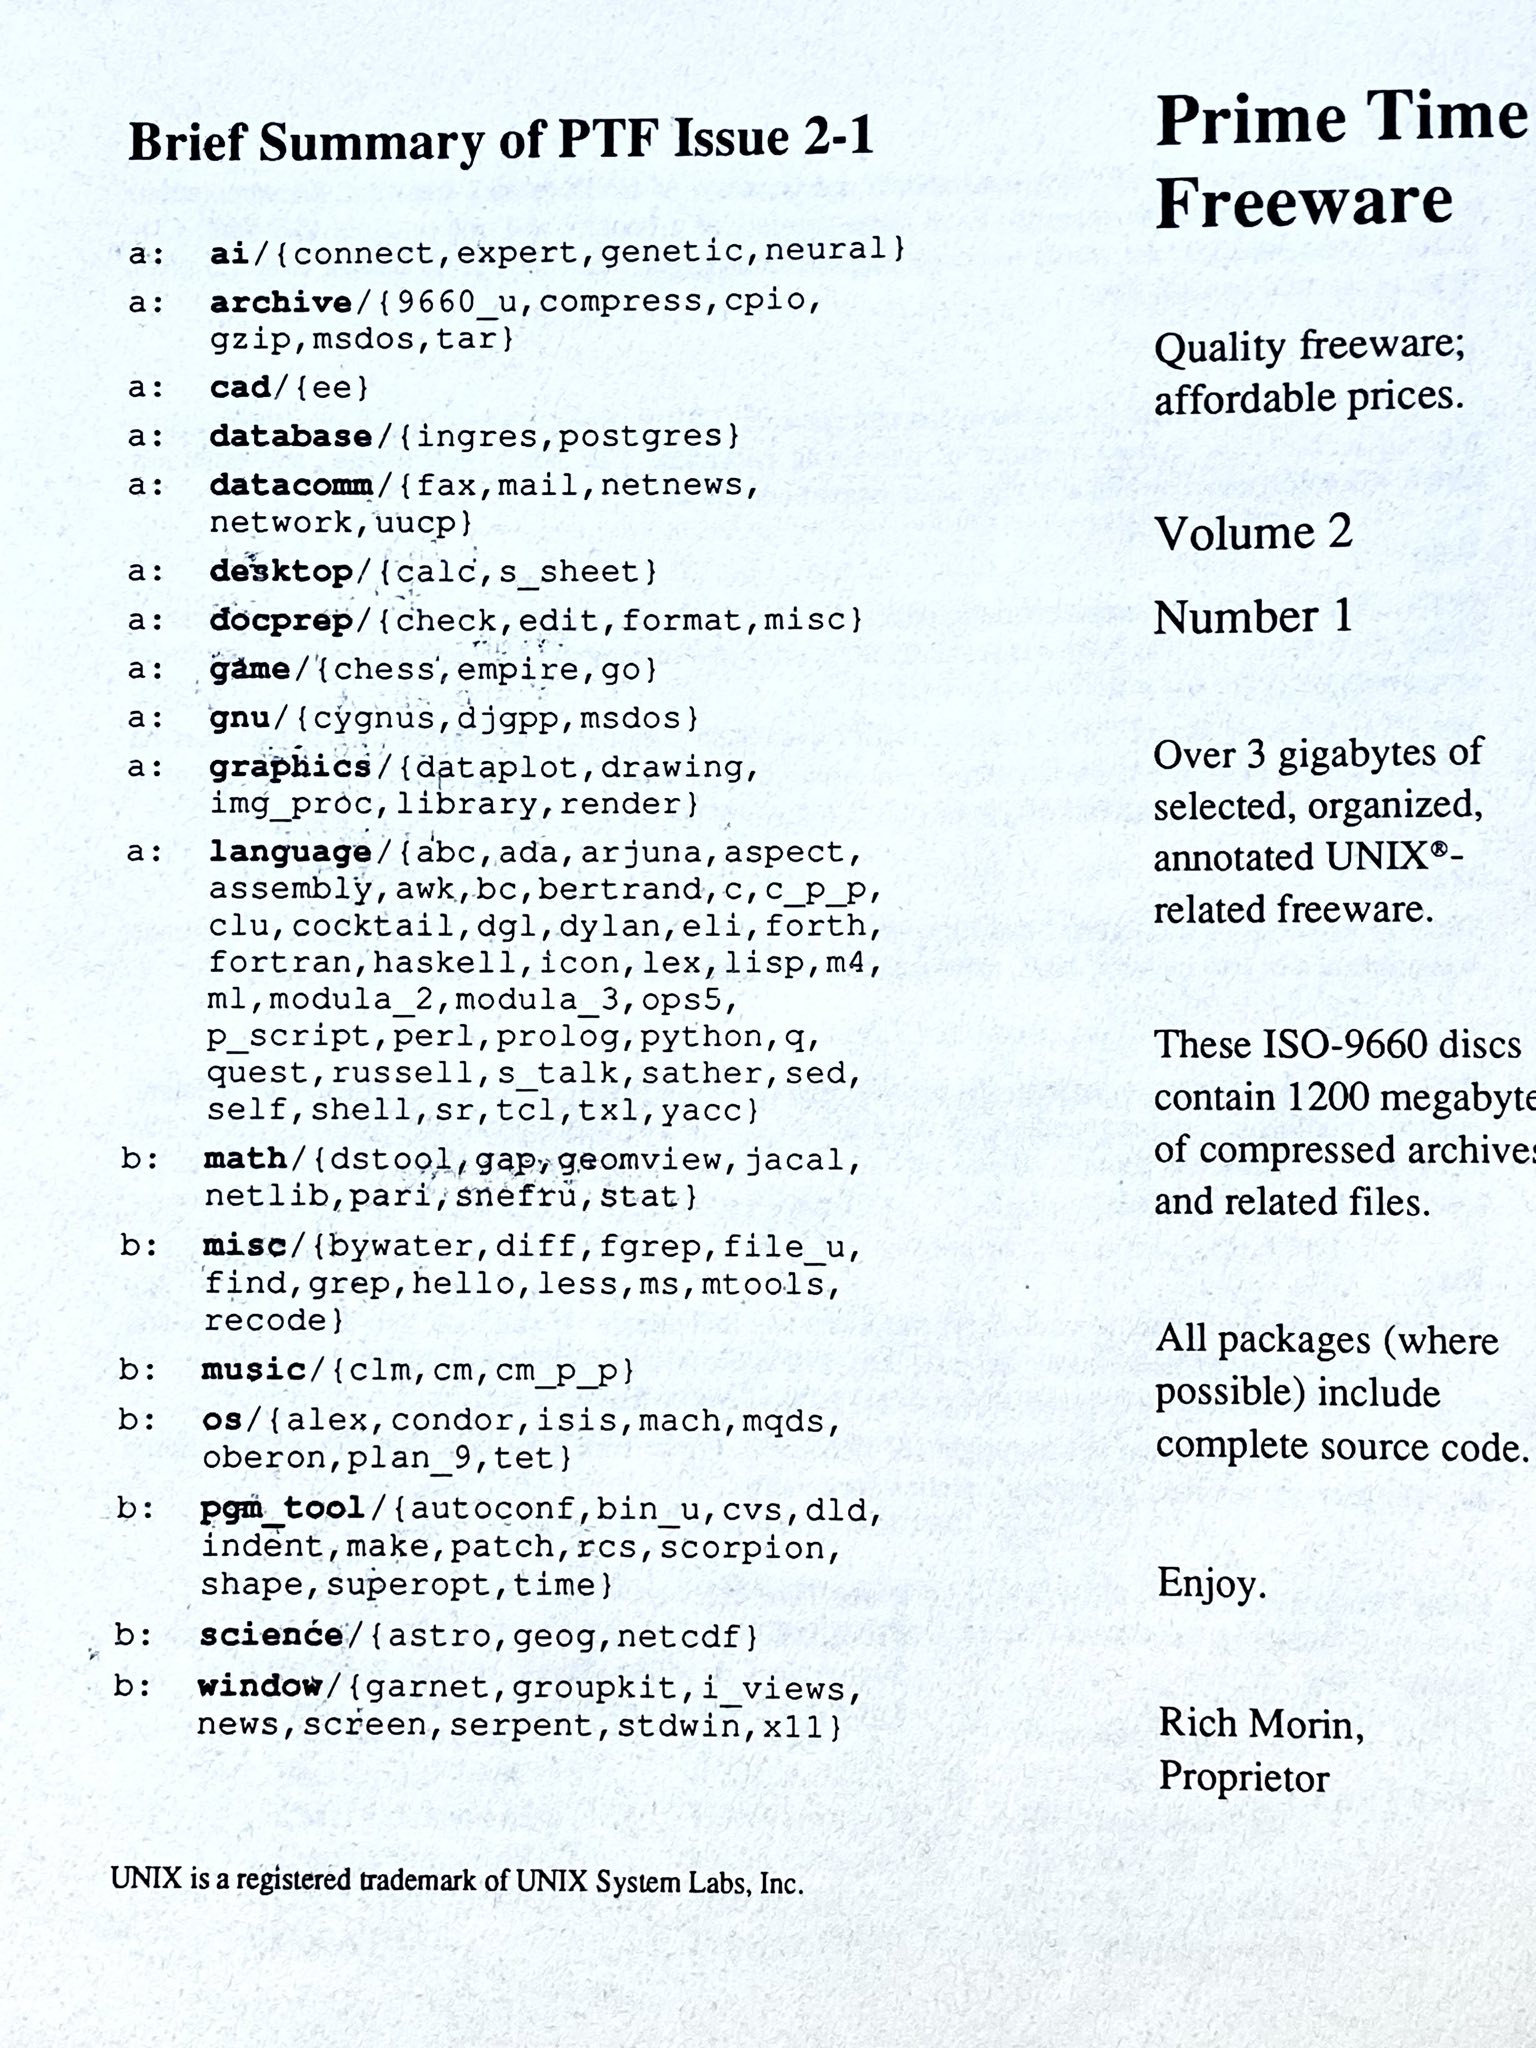 Brief Summary of PTF Issue 2-1
a: ai/{connect,expert,genetic,neural}
a: archive/{9660_u,compress,cpio,
gzip,msdos,tar}
a: cad/{ee}
a: database/{ingres,postgres}
a: datacomm/{fax,mail,netnews,
network,uucp}
a: desktop/{calc,s_sheet}
a: docprep/{check,edit,format,misc}
a: game/{chess,empire,go}
a: gnu/{cygnus,djgpp,msdos}
a: graphics/{dataplot,drawing,
img_proc,library,render}
a: language/{abc,ada,arjuna,aspect,
assembly,awk,bc,bertrand,c,c_p_p,
clu,cocktail,dgl,dylan,eli,forth,
fortran,haskell,icon,lex,lisp,m4,
ml,modula_2,modula_3,ops5,
p_script,perl,prolog,python,q,
quest,russell,s_talk,sather,sed,
self,shell,sr,tcl,txl,yacc}
b: math/{dstool,gap,geomview,jacal,
netlib,pari,snefru,stat}
b: misc/{bywater,diff,fgrep,file_u,
find,grep,hello,less,ms,mtools,
recode}
b: music/{clm,cm,cm_p_p}
b: os/{alex,condor,isis,mach,mqds,
oberon,plan_9,tet}
b: pgm_tool/{autoconf,bin_u,cvs,dld,
indent,make,patch,rcs,scorpion,
shape,superopt,time}
b: science/{astro,geog,netcdf}
b: window/{garnet,groupkit,i_views,
news,screen,serpent,stdwin,x11}
UNIX is a registered trademark of UNIX System Labs, Inc.
Prime Time
Freeware
Quality freeware;
affordable prices.
Volume 2
Number 1
Over 3 gigabytes of
selected, organized,
annotated UNIX®-
related freeware.
These ISO-9660 discs
contain 1200 megabyte
of compressed archives
and related files.
All packages (where
possible) include
complete source code.
Enjoy.
Rich Morin,
Proprietor